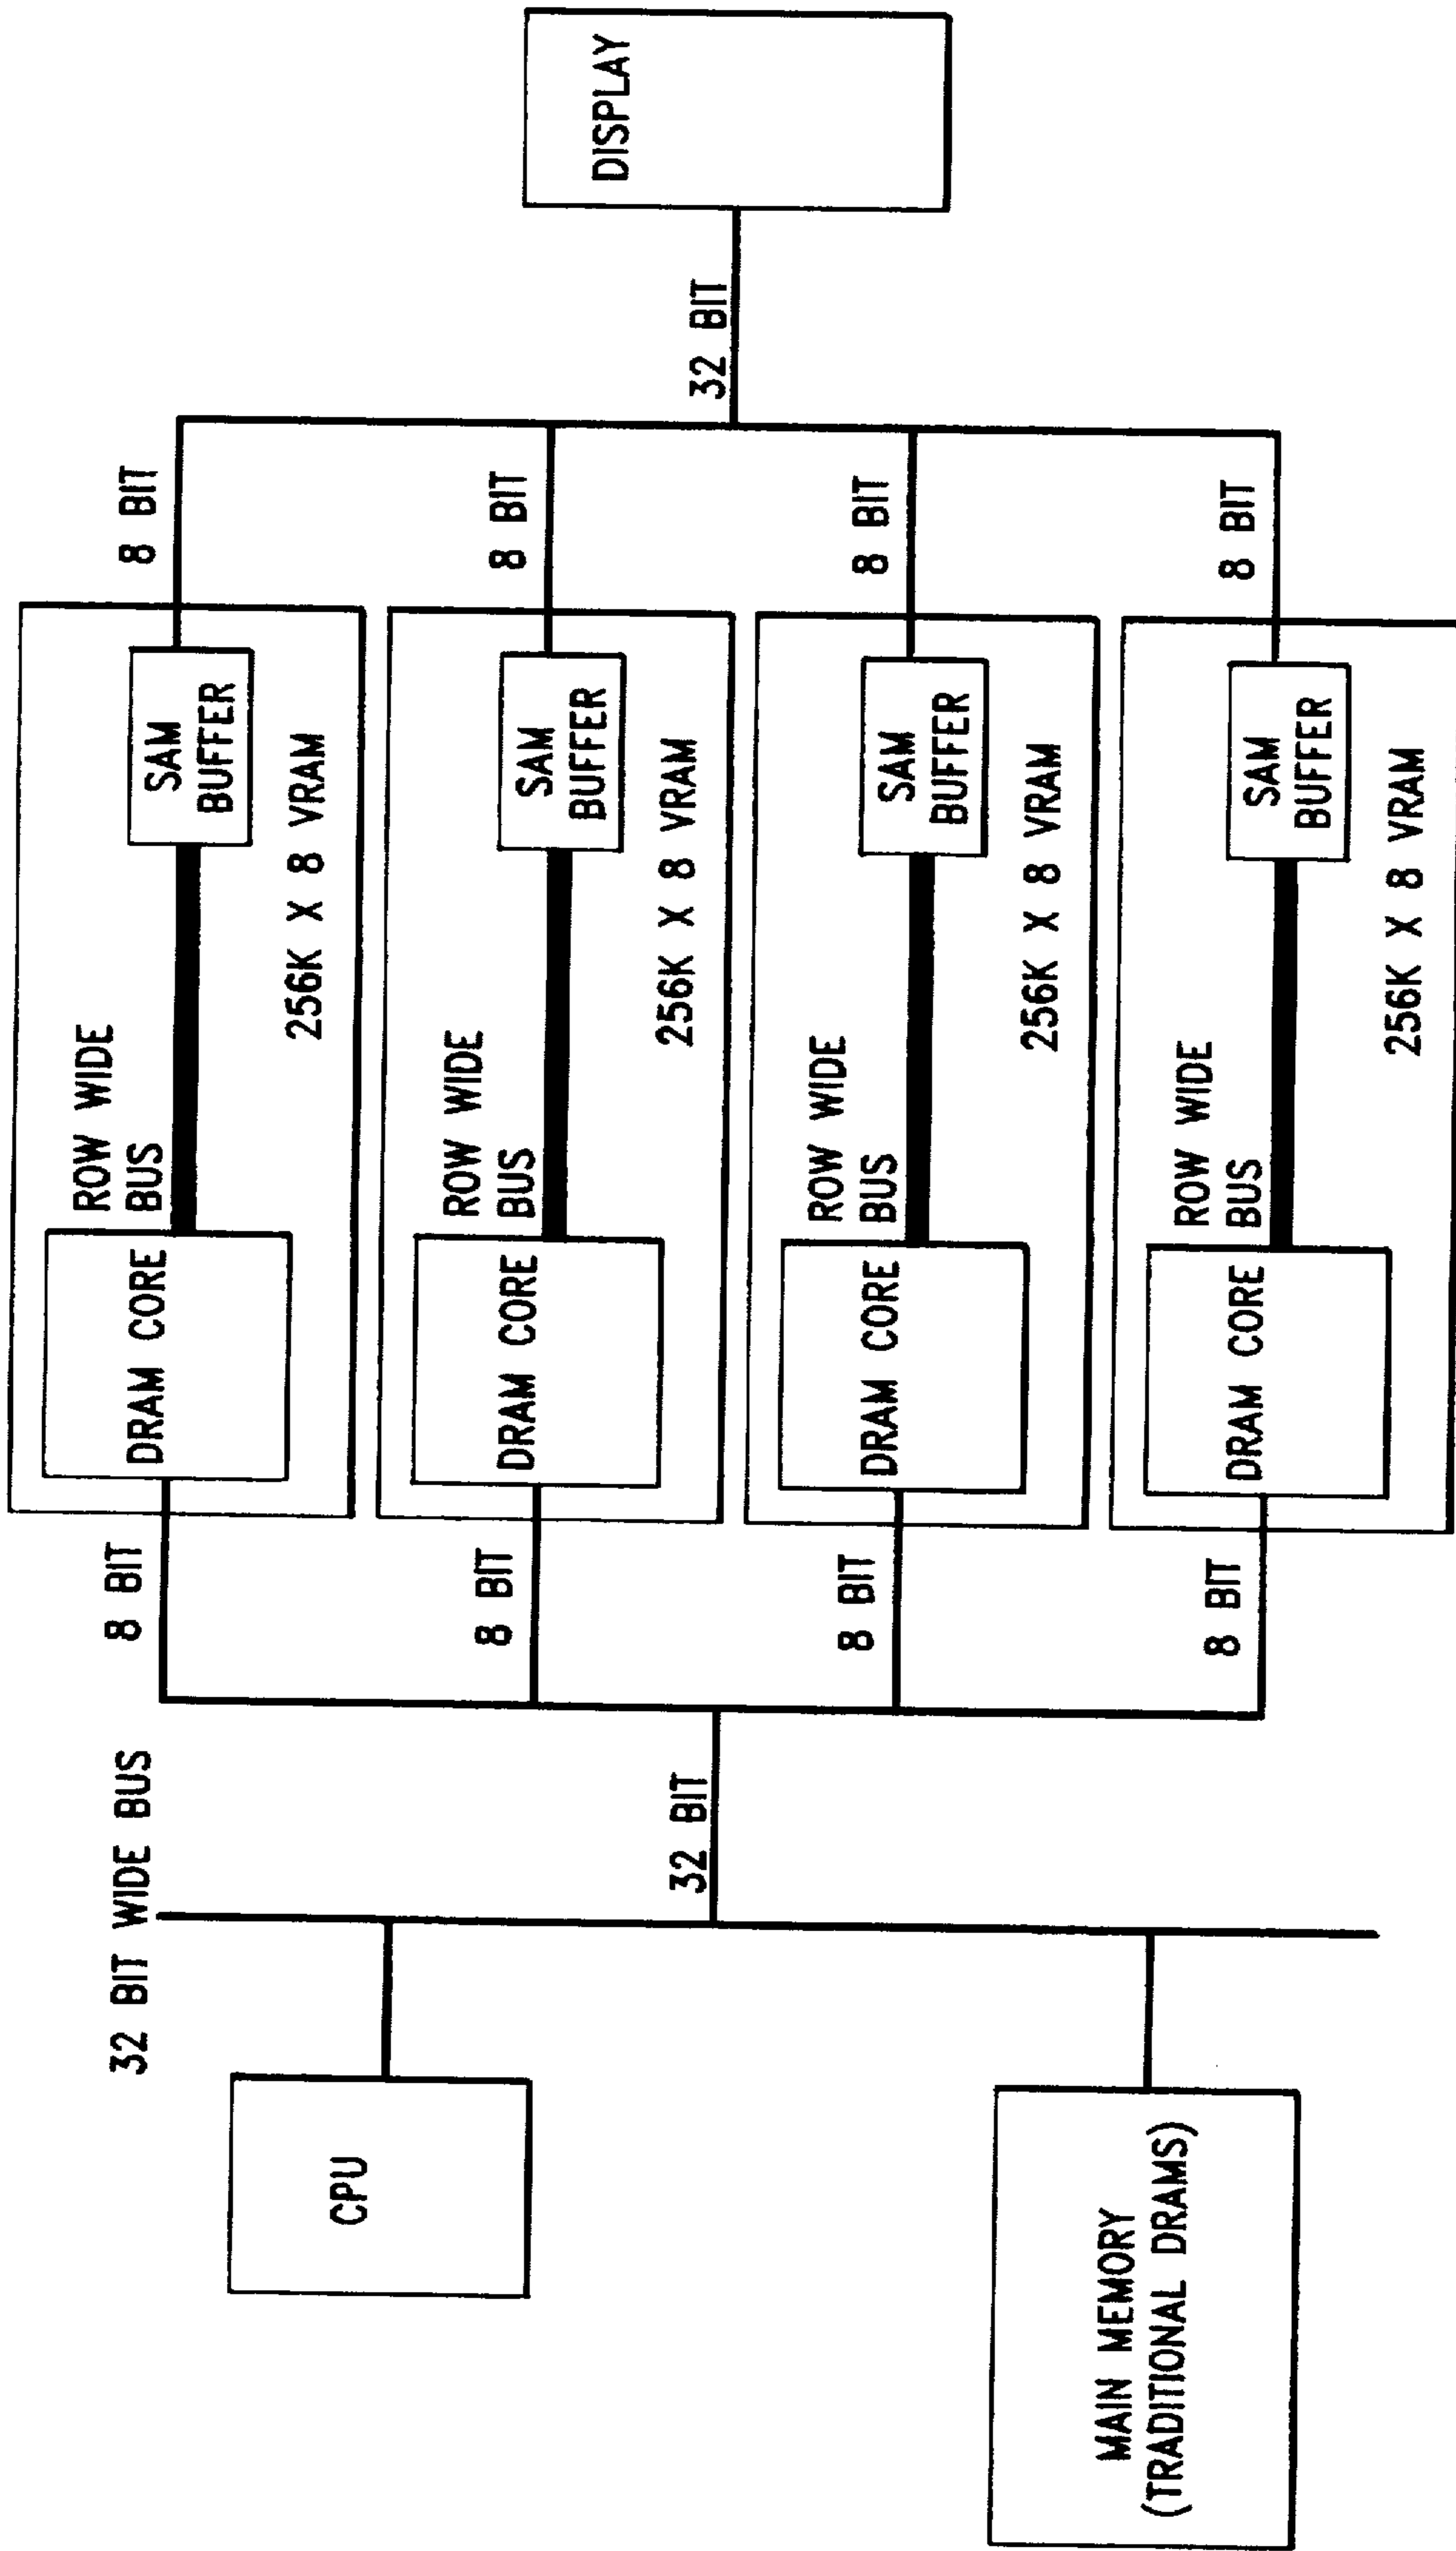 32 BIT WIDE BUS
CPU
MAIN MEMORY
(TRADITIONAL DRAMS)
32 BIT
8 BIT
DRAM CORE
ROW WIDE
BUS
SAM
BUFFER
256K X 8 VRAM
8 BIT
8 BIT
DRAM CORE
ROW WIDE
BUS
SAM
BUFFER
256K X 8 VRAM
8 BIT
8 BIT
DRAM CORE
ROW WIDE
BUS
SAM
BUFFER
256K X 8 VRAM
8 BIT
8 BIT
DRAM CORE
ROW WIDE
BUS
SAM
BUFFER
256K X 8 VRAM
8 BIT
32 BIT
DISPLAY